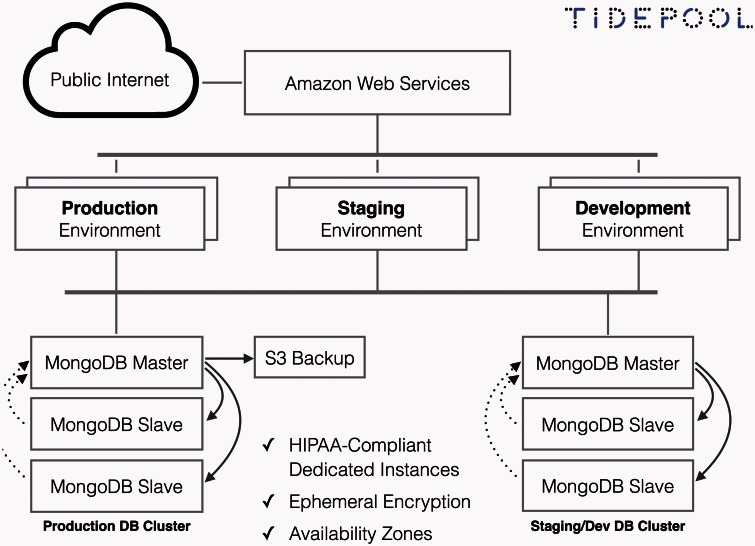 TiDEPOOL
Public Internet
Amazon Web Services
Production
Environment
Staging
Environment
Development
Environment
MongoDB Master
S3 Backup
MongoDB Slave
MongoDB Slave
Production DB Cluster
✓ HIPAA-Compliant
Dedicated Instances
✓ Ephemeral Encryption
✓ Availability Zones
MongoDB Master
MongoDB Slave
MongoDB Slave
Staging/Dev DB Cluster